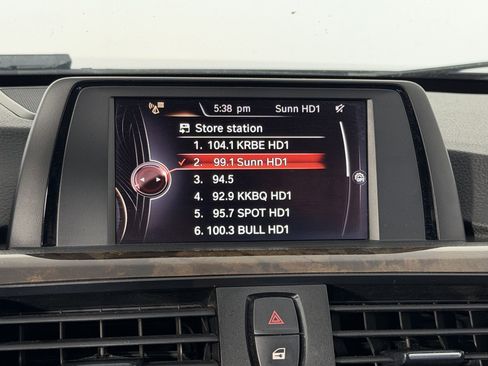 5:38 pm Sunn HD1
Store station
1. 104.1 KRBE HD1
2. 99.1 Sunn HD1
3. 94.5
4. 92.9 KKBQ HD1
5. 95.7 SPOT HD1
6. 100.3 BULL HD1